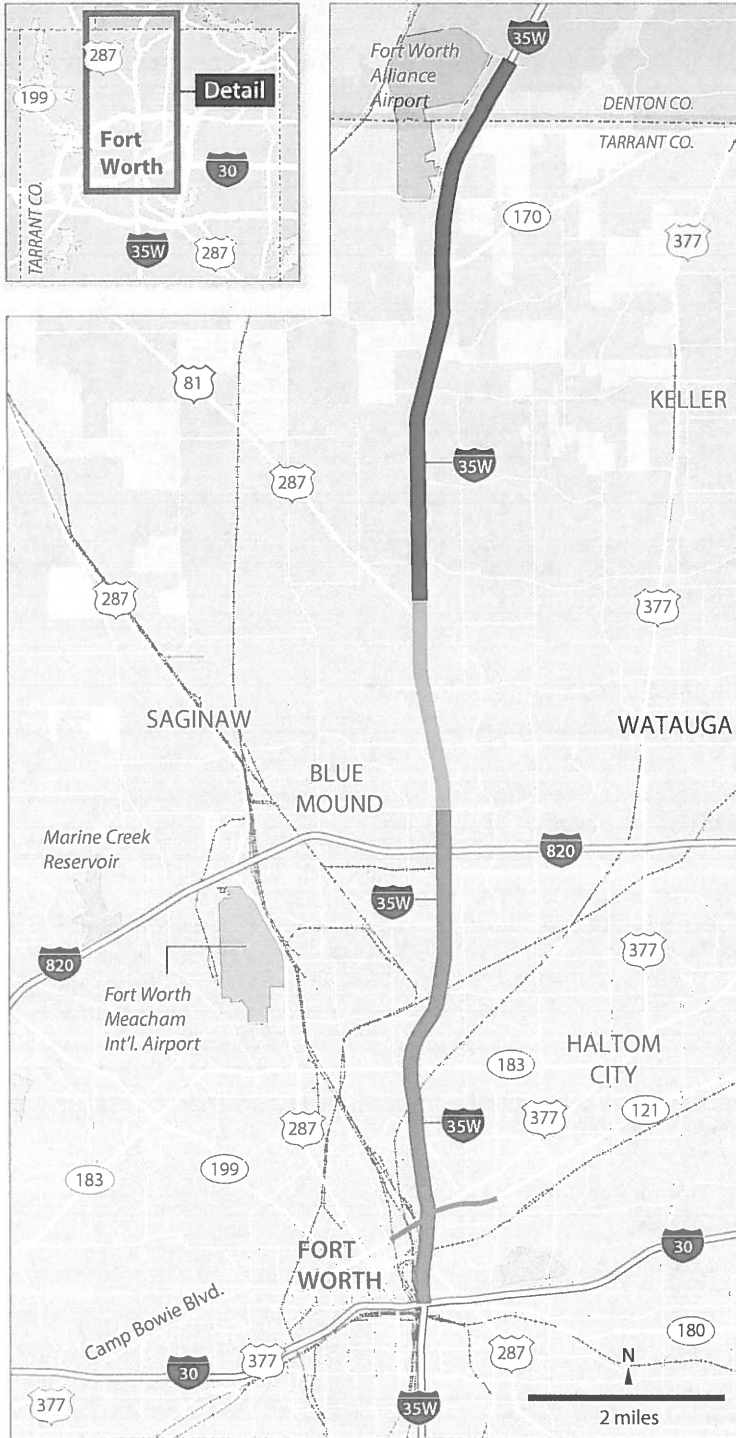 287
199
Detail
Fort
Worth
30
TARRANT CO.
35W
287
35W
Fort Worth
Alliance
Airport
DENTON CO.
TARRANT CO.
170
377
81
KELLER
287
35W
287
377
SAGINAW
WATAUGA
BLUE
MOUND
Marine Creek
Reservoir
820
35W
820
377
Fort Worth
Meacham
Int'l. Airport
HALTOM
CITY
183
287
35W
377
121
183
199
FORT
WORTH
30
Camp Bowie Blvd.
180
377
287
30
N
377
35W
2 miles